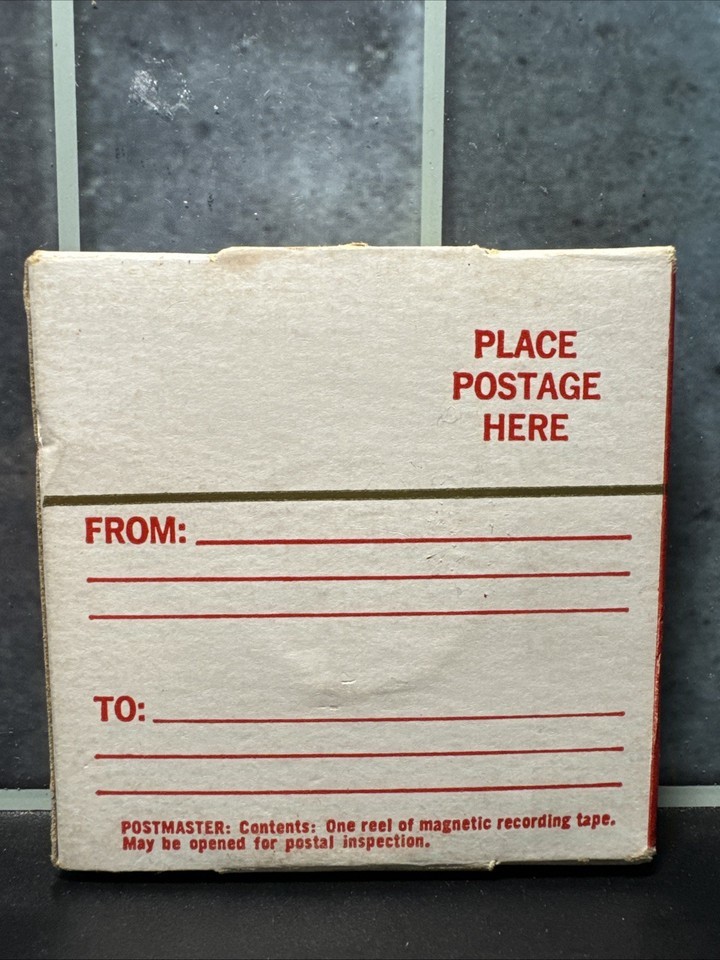 PLACE
POSTAGE
HERE
FROM:
TO:
POSTMASTER: Contents: One reel of magnetic recording tape.
May be opened for postal inspection.